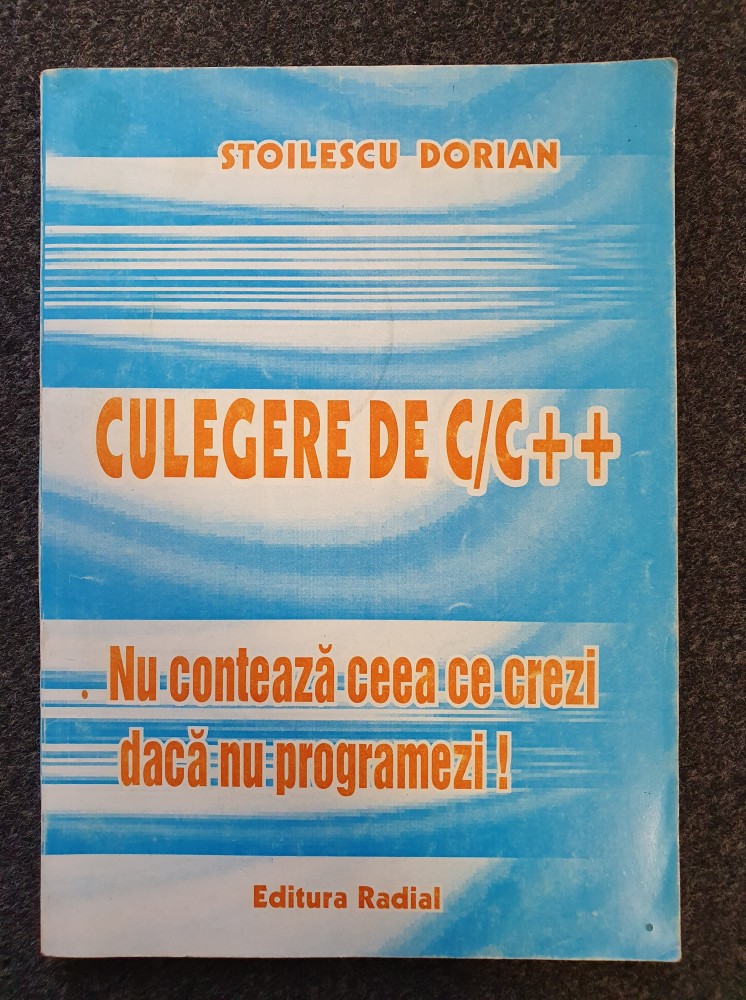 STOILESCU DORIAN
CULEGERE DE C/C++
. Nu contează ceea ce crezi
dacă nu programezi !
Editura Radial